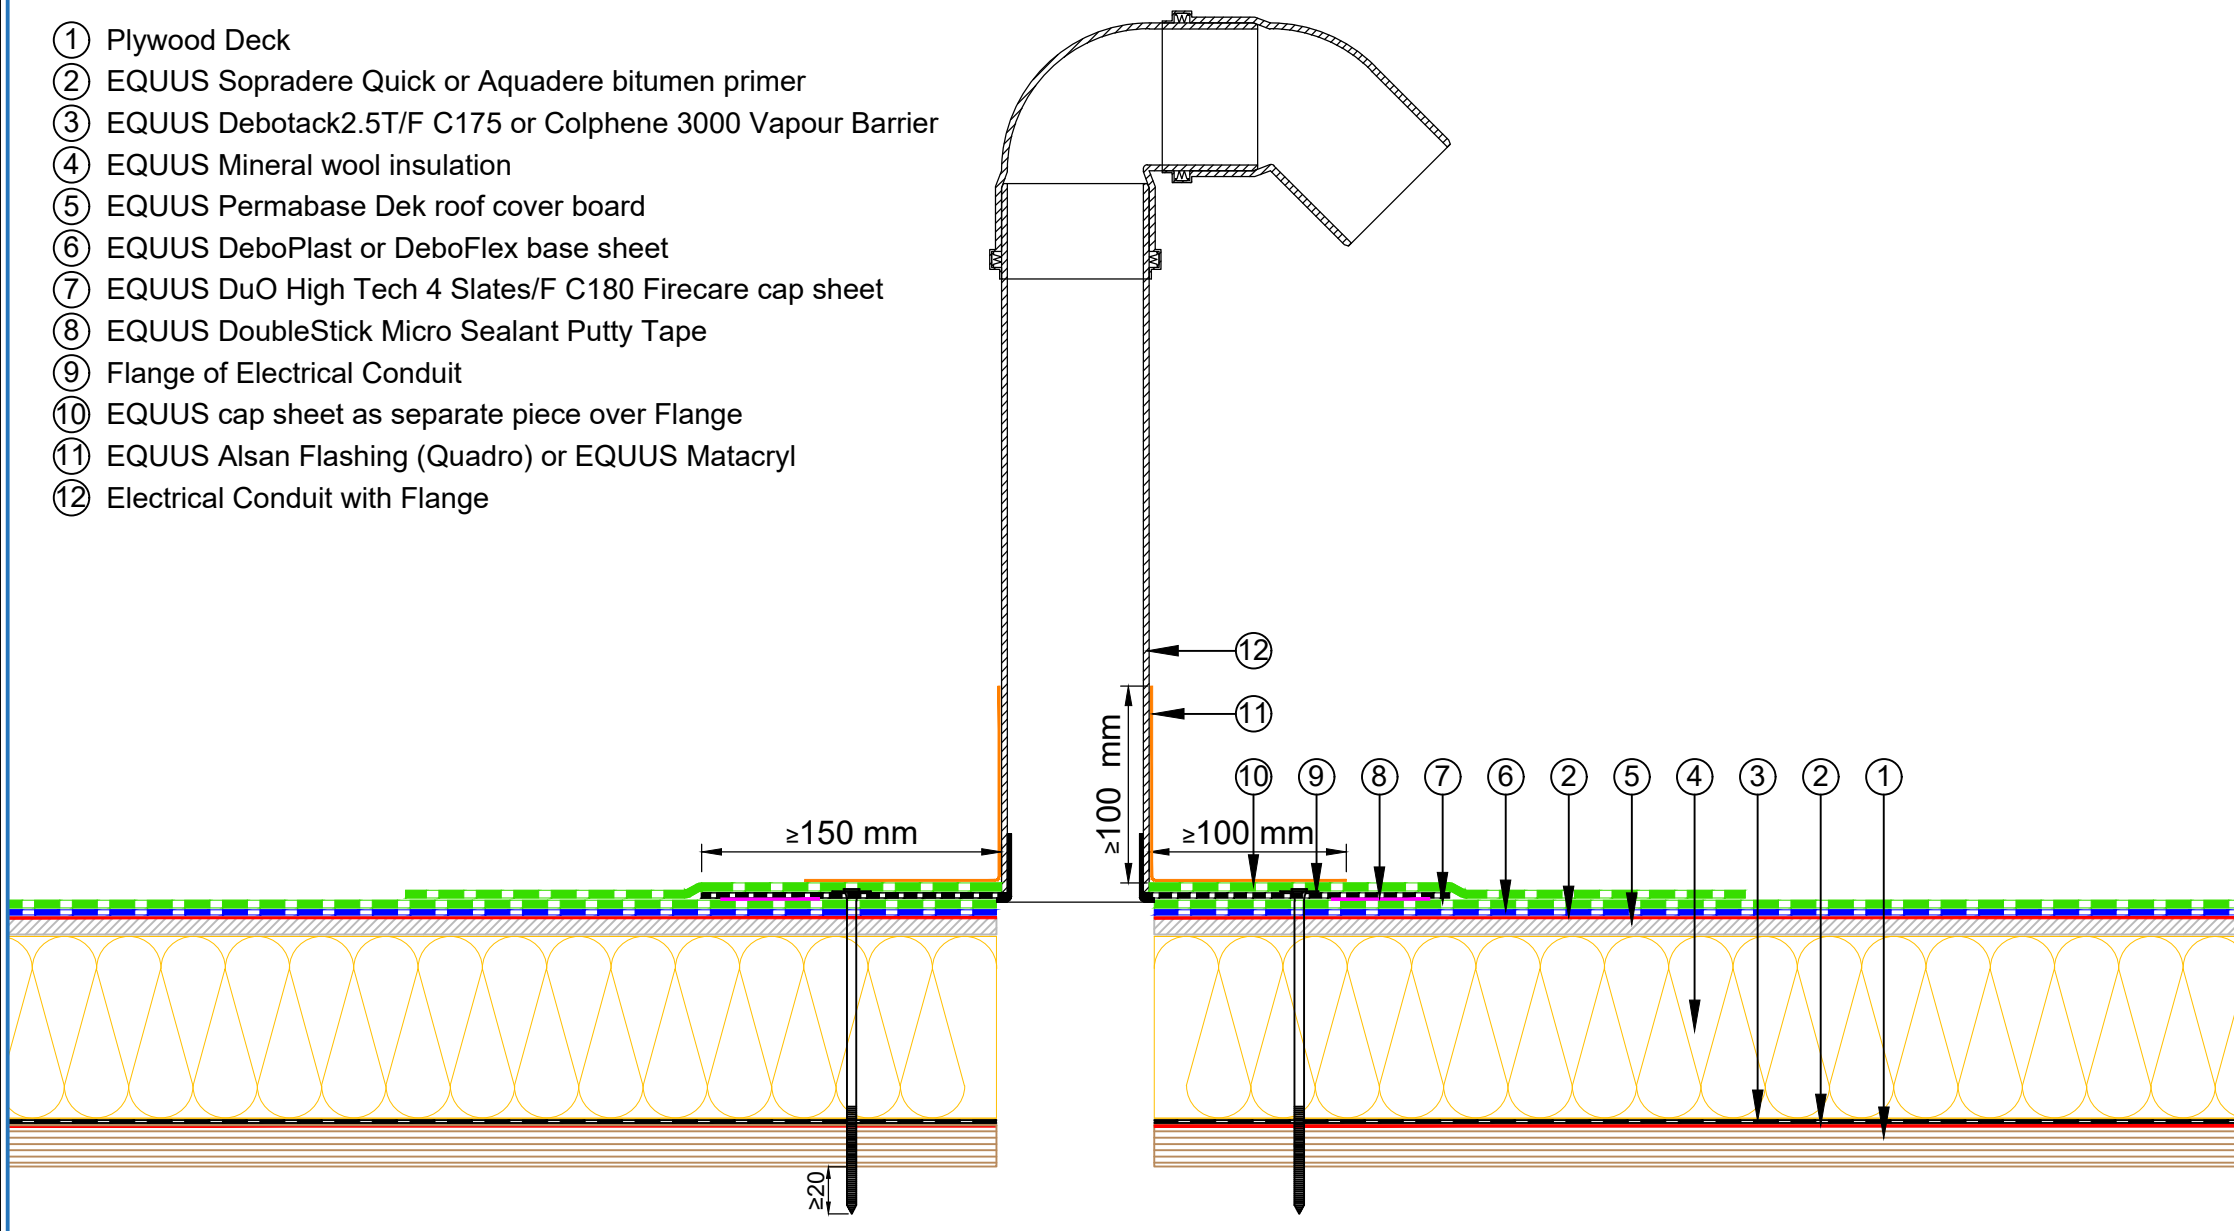 1 Plywood Deck
2 EQUUS Sopradere Quick or Aquadere bitumen primer
3 EQUUS Debotack2.5T/F C175 or Colphene 3000 Vapour Barrier
4 EQUUS Mineral wool insulation
5 EQUUS Permabase Dek roof cover board
6 EQUUS DeboPlast or DeboFlex base sheet
7 EQUUS DuO High Tech 4 Slates/F C180 Firecare cap sheet
8 EQUUS DoubleStick Micro Sealant Putty Tape
9 Flange of Electrical Conduit
10 EQUUS cap sheet as separate piece over Flange
11 EQUUS Alsan Flashing (Quadro) or EQUUS Matacryl
12 Electrical Conduit with Flange
12
11
≥100 mm
10 9 8 7 6 2 5 4 3 2 1
≥150 mm
≥100 mm
≥20